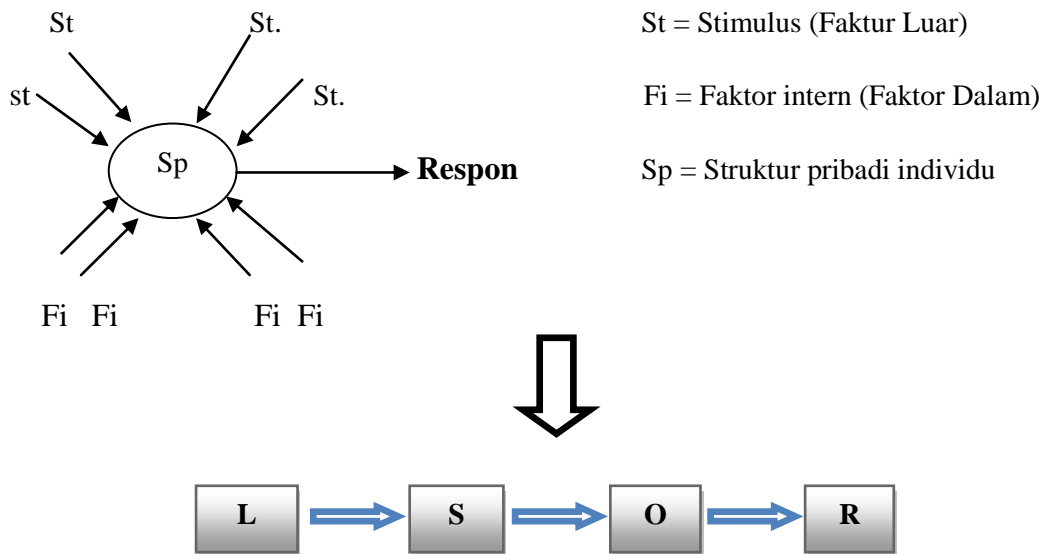 St St. St = Stimulus (Faktur Luar)
st St. Fi = Faktor intern (Faktor Dalam)
Sp Respon Sp = Struktur pribadi individu
Fi Fi Fi Fi
L S O R